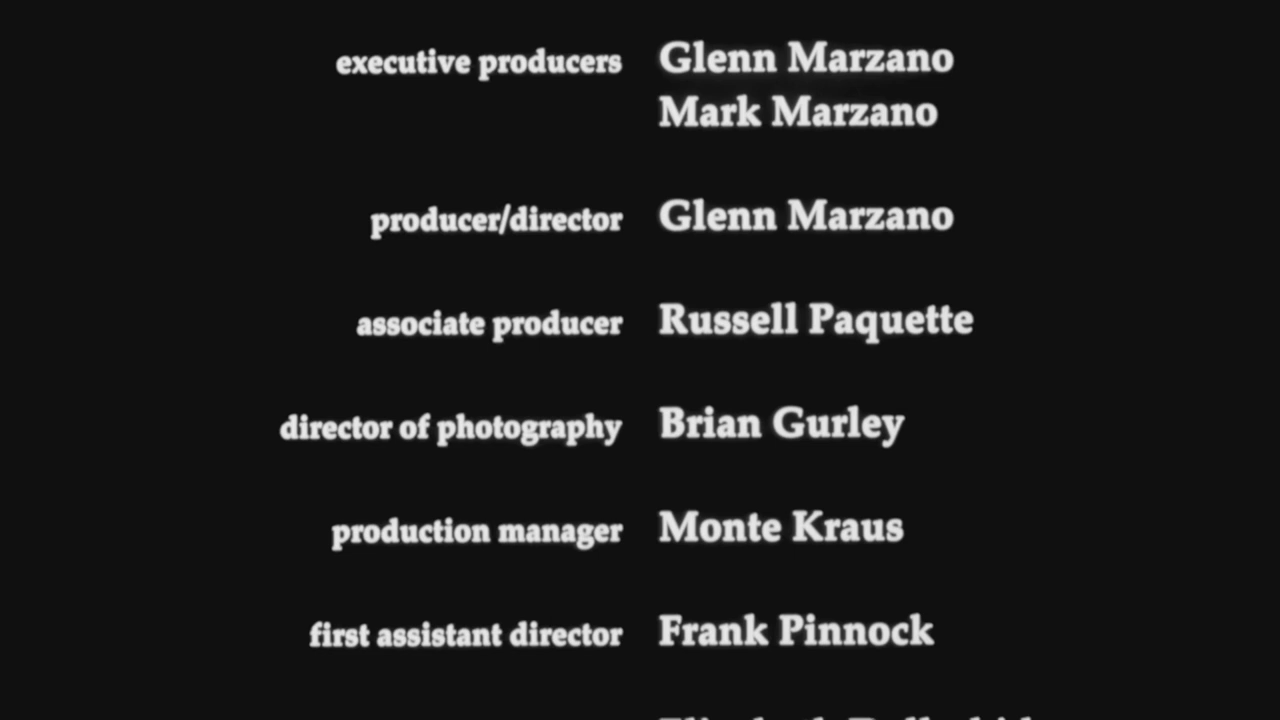 executive producers Glenn Marzano
Mark Marzano
producer/director Glenn Marzano
associate producer Russell Paquette
director of photography Brian Gurley
production manager Monte Kraus
first assistant director Frank Pinnock